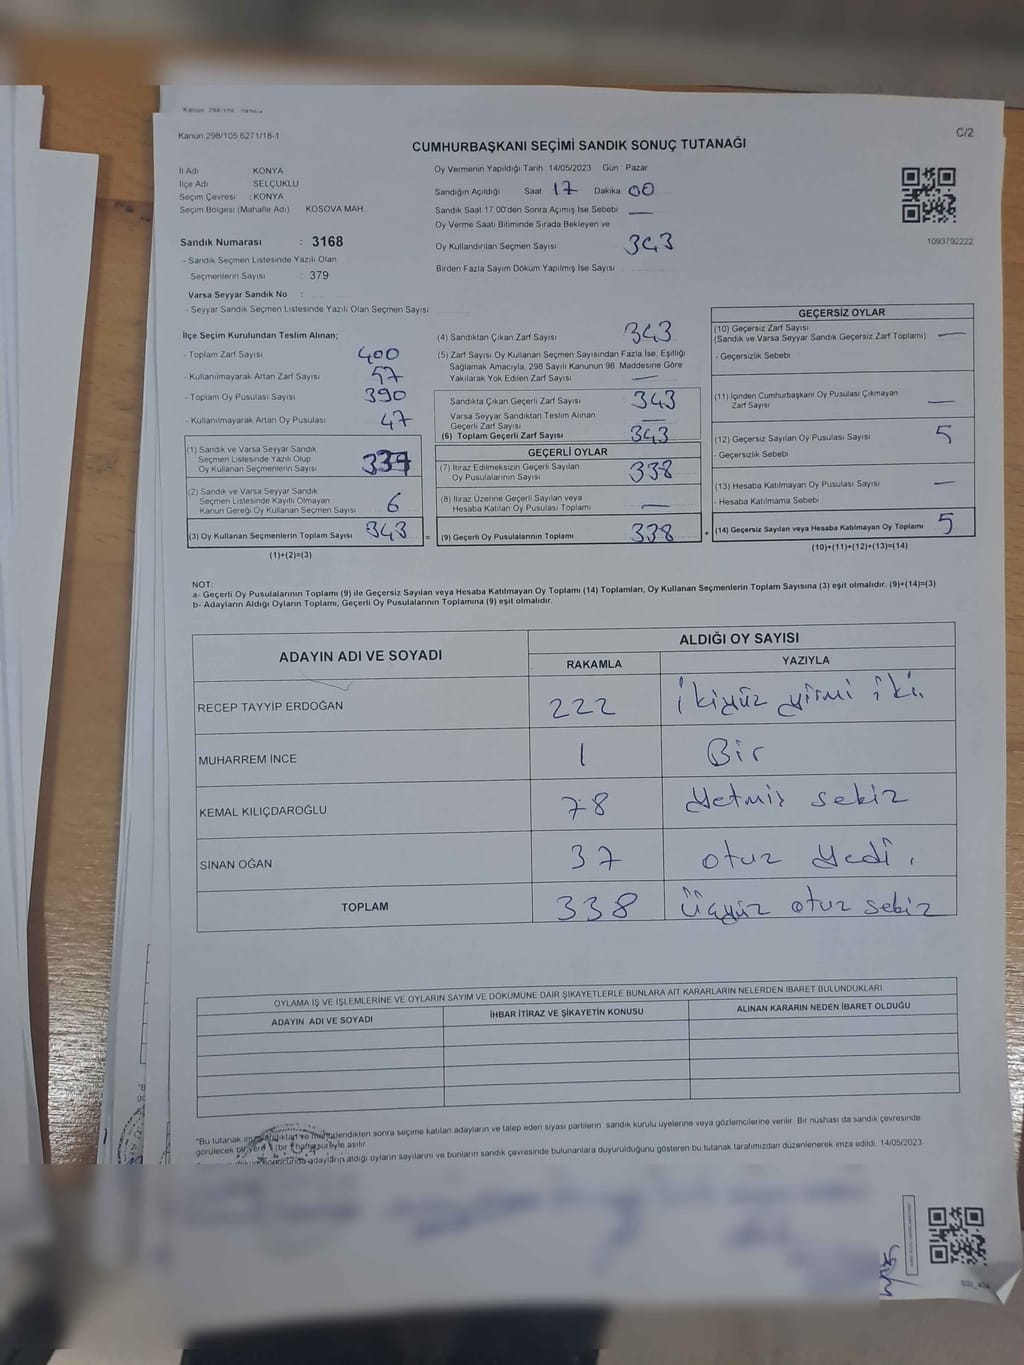 Kanun 298/105
Kanun 298/105 6271/18-1
C/2
CUMHURBAŞKANI SEÇİMİ SANDIK SONUÇ TUTANAĞI
İl Adı KONYA
İlçe Adı SELÇUKLU
Seçim Çevresi : KONYA
Seçim Bölgesi (Mahalle Adı) KOSOVA MAH.
Oy Vermenin Yapıldığı Tarih 14/05/2023 Gün Pazar
Sandığın Açıldığı Saat 17 Dakika 00
Sandık Saat 17:00'den Sonra Açımış İse Sebebi —
Oy Verme Saati Bitiminde Sırada Bekleyen ve
Oy Kullandırılan Seçmen Sayısı 343
Birden Fazla Sayım Döküm Yapılmış İse Sayısı
1093792222
Sandık Numarası : 3168
- Sandık Seçmen Listesinde Yazılı Olan
Seçmenlerin Sayısı : 379
Varsa Seyyar Sandık No :
- Seyyar Sandık Seçmen Listesinde Yazılı Olan Seçmen Sayısı
İlçe Seçim Kurulundan Teslim Alınan;
- Toplam Zarf Sayısı 400
- Kullanılmayarak Artan Zarf Sayısı 57
- Toplam Oy Pusulası Sayısı 390
- Kullanılmayarak Artan Oy Pusulası 47
(1) Sandık ve Varsa Seyyar Sandık
Seçmen Listesinde Yazılı Olup
Oy Kullanan Seçmenlerin Sayısı
(2) Sandık ve Varsa Seyyar Sandık
Seçmen Listesinde Kayıtlı Olmayan
Kanun Gereği Oy Kullanan Seçmen Sayısı 6
(3) Oy Kullanan Seçmenlerin Toplam Sayısı 343
(1)+(2)=(3)
=
(4) Sandıktan Çıkan Zarf Sayısı 343
(5) Zarf Sayısı Oy Kullanan Seçmen Sayısından Fazla İse, Eşitliği
Sağlamak Amacıyla, 298 Sayılı Kanunun 98. Maddesine Göre
Yakılarak Yok Edilen Zarf Sayısı —
Sandıkta Çıkan Geçerli Zarf Sayısı 343
Varsa Seyyar Sandıktan Teslim Alınan
Geçerli Zarf Sayısı
(6) Toplam Geçerli Zarf Sayısı 343
GEÇERLİ OYLAR
(7) İtiraz Edilmeksizin Geçerli Sayılan
Oy Pusulalarının Sayısı 338
(8) İtiraz Üzerine Geçerli Sayılan veya
Hesaba Katılan Oy Pusulası Toplamı —
(9) Geçerli Oy Pusulalarının Toplamı 338
+
GEÇERSİZ OYLAR
(10) Geçersiz Zarf Sayısı
(Sandık ve Varsa Seyyar Sandık Geçersiz Zarf Toplamı) —
- Geçersizlik Sebebi
(11) İçinden Cumhurbaşkanı Oy Pusulası Çıkmayan
Zarf Sayısı —
(12) Geçersiz Sayılan Oy Pusulası Sayısı 5
- Geçersizlik Sebebi
(13) Hesaba Katılmayan Oy Pusulası Sayısı —
- Hesaba Katılmama Sebebi :
(14) Geçersiz Sayılan veya Hesaba Katılmayan Oy Toplamı 5
(10)+(11)+(12)+(13)=(14)
NOT:
a- Geçerli Oy Pusulalarının Toplamı (9) ile Geçersiz Sayılan veya Hesaba Katılmayan Oy Toplamı (14) Toplamları, Oy Kullanan Seçmenlerin Toplam Sayısına (3) eşit olmalıdır. (9)+(14)=(3)
b- Adayların Aldığı Oyların Toplamı, Geçerli Oy Pusulalarının Toplamına (9) eşit olmalıdır.
ADAYIN ADI VE SOYADI ALDIĞI OY SAYISI
RAKAMLA YAZIYLA
RECEP TAYYİP ERDOĞAN 222 ikiyüz yirmi iki.
MUHARREM İNCE 1 Bir
KEMAL KILIÇDAROĞLU 78 Yetmiş sekiz
SİNAN OĞAN 37 otuz Yedi.
TOPLAM 338 üçyüz otuz sekiz
OYLAMA İŞ VE İŞLEMLERİNE VE OYLARIN SAYIM VE DÖKÜMÜNE DAİR ŞİKAYETLERLE BUNLARA AİT KARARLARIN NELERDEN İBARET BULUNDUKLARI
ADAYIN ADI VE SOYADI İHBAR İTİRAZ VE ŞİKAYETİN KONUSU ALINAN KARARIN NEDEN İBARET OLDUĞU
"Bu tutanak sonra seçime katılan adayların ve talep eden siyasi partilerin sandık kurulu üyelerine veya gözlemcilerine verilir. Bir nüshası da sandık çevresinde
görülecek bir yere (bir) hafta süreyle asılır
adayların aldığı oyların sayılarını ve bunların sandık çevresinde bulunanlara duyurulduğunu gösteren bu tutanak tarafımızdan düzenlenerek imza edildi. 14/05/2023